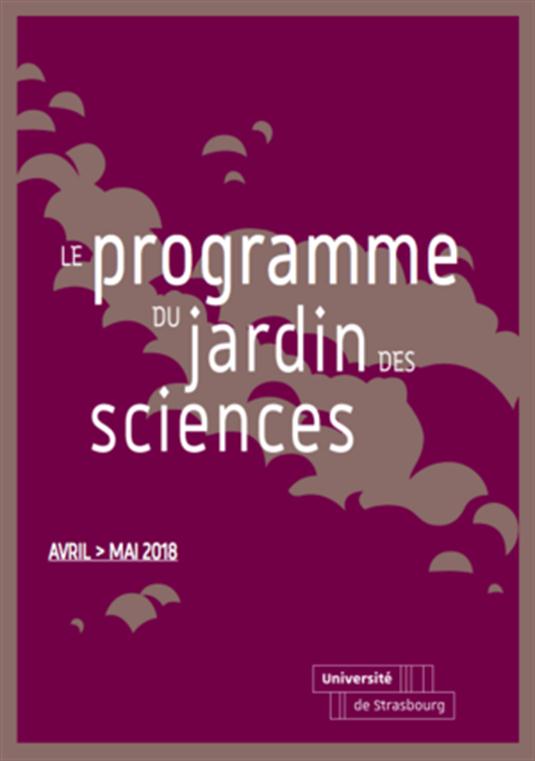 LE programme
DU jardin DES
sciences
AVRIL > MAI 2018
Université
de Strasbourg